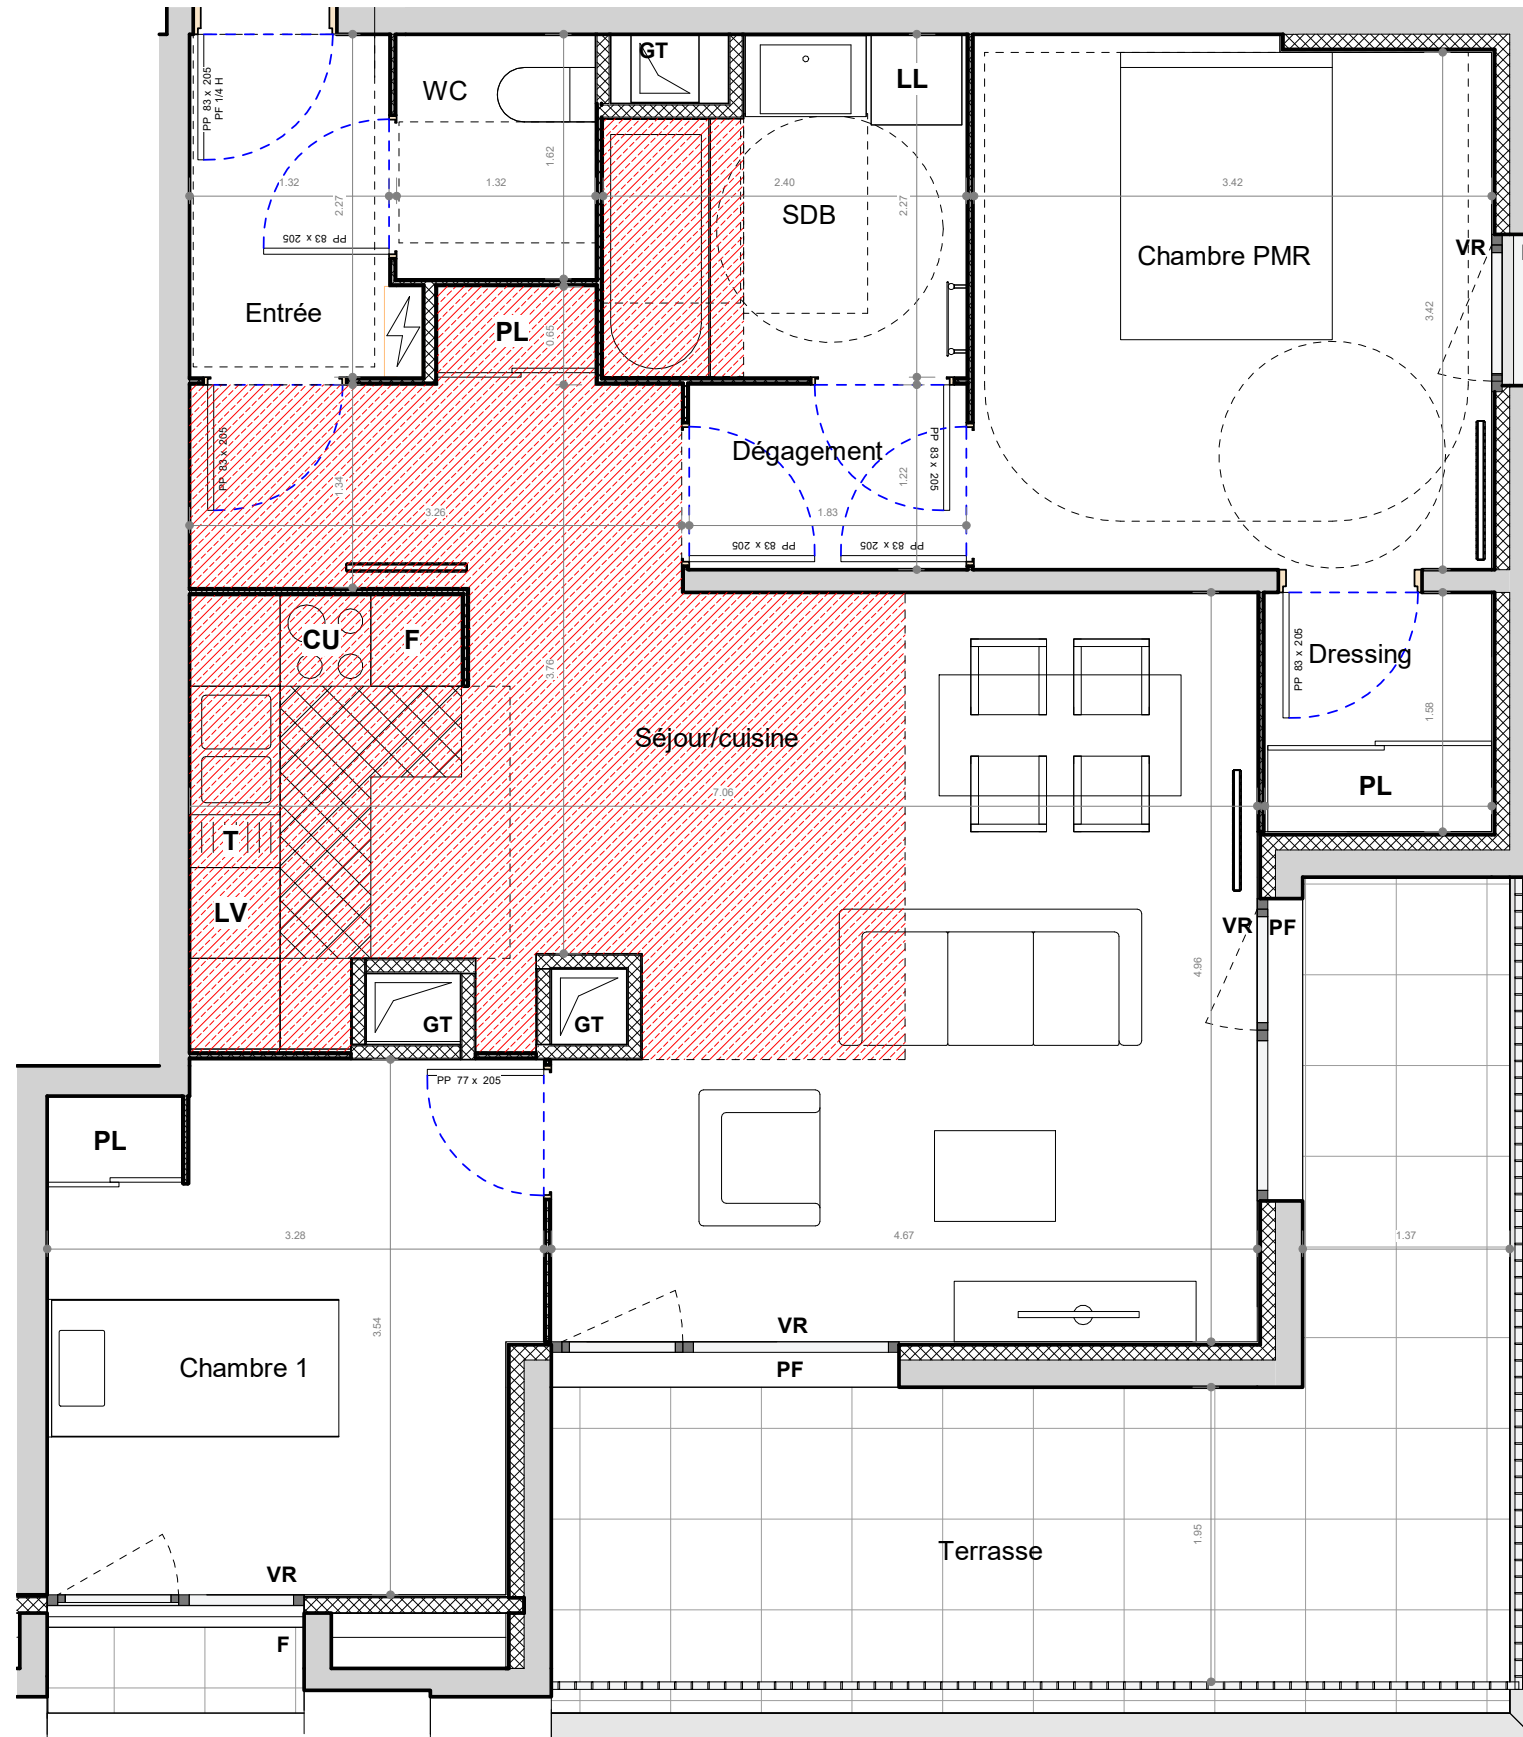 PP 83 x 205
PF 1/4 H
WC
GT
LL
1.62
1.32
2.27
1.32
2.40
2.27
3.42
SDB
PP 83 x 205
Chambre PMR
VR
Entrée
PL
0.65
3.42
PP 83 x 205
1.34
Dégagement
1.22
PP 83 x 205
3.26
1.83
PP 83 x 205
PP 83 x 205
CU
F
3.76
PP 83 x 205
Dressing
1.58
Séjour/cuisine
7.06
PL
T
LV
VR
PF
4.96
GT
GT
PP 77 x 205
PL
3.28
4.67
1.37
3.54
VR
PF
Chambre 1
1.95
Terrasse
VR
F